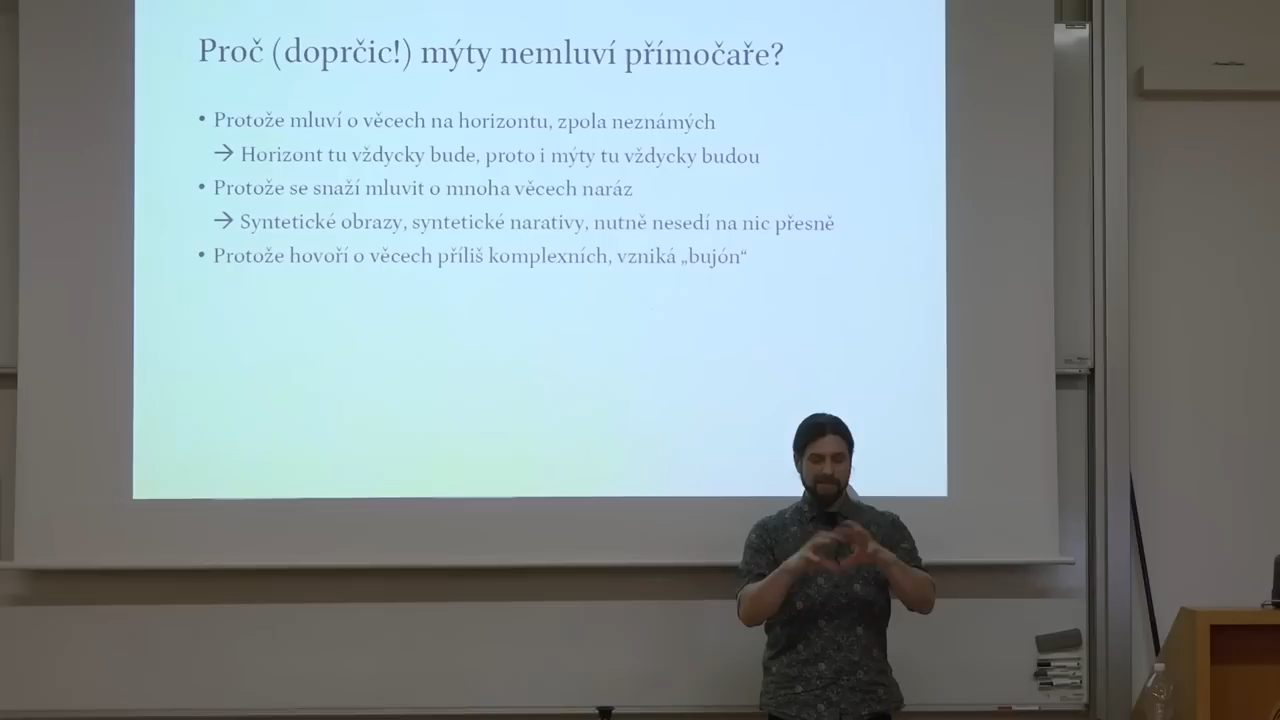 Proč (doprčic!) mýty nemluví přímočaře?
• Protože mluví o věcech na horizontu, zpola neznámých
→ Horizont tu vždycky bude, proto i mýty tu vždycky budou
• Protože se snaží mluvit o mnoha věcech naráz
→ Syntetické obrazy, syntetické narativy, nutně nesedí na nic přesně
• Protože hovoří o věcech příliš komplexních, vzniká „bujón“